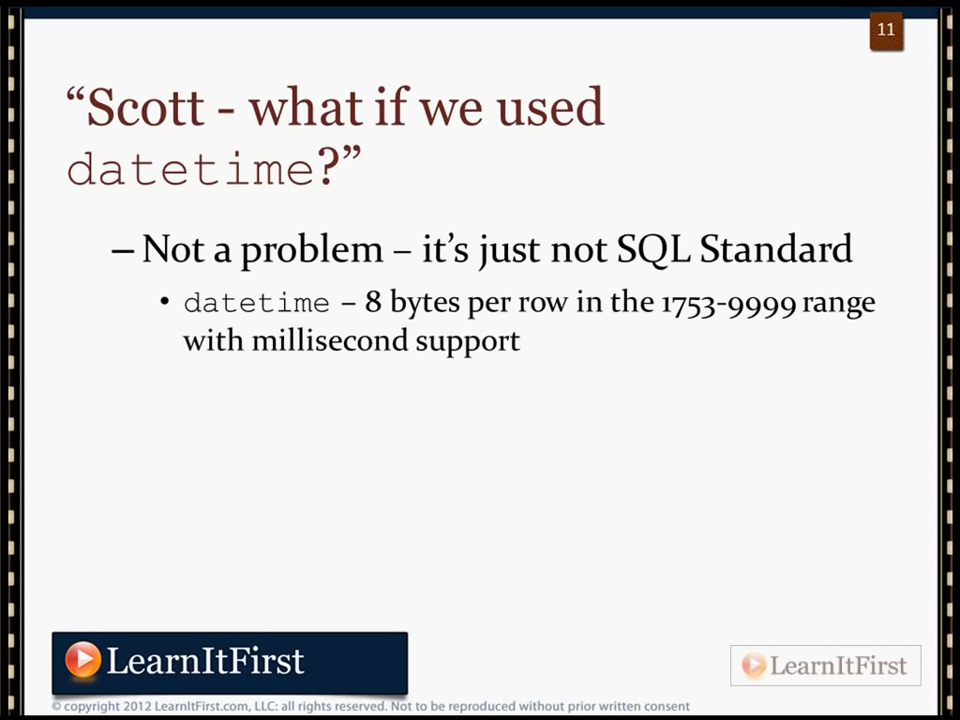 11
“Scott - what if we used
datetime?”
– Not a problem – it’s just not SQL Standard
• datetime – 8 bytes per row in the 1753-9999 range
with millisecond support
LearnItFirst
LearnItFirst
© copyright 2012 LearnItFirst.com, LLC: all rights reserved. Not to be reproduced without prior written consent